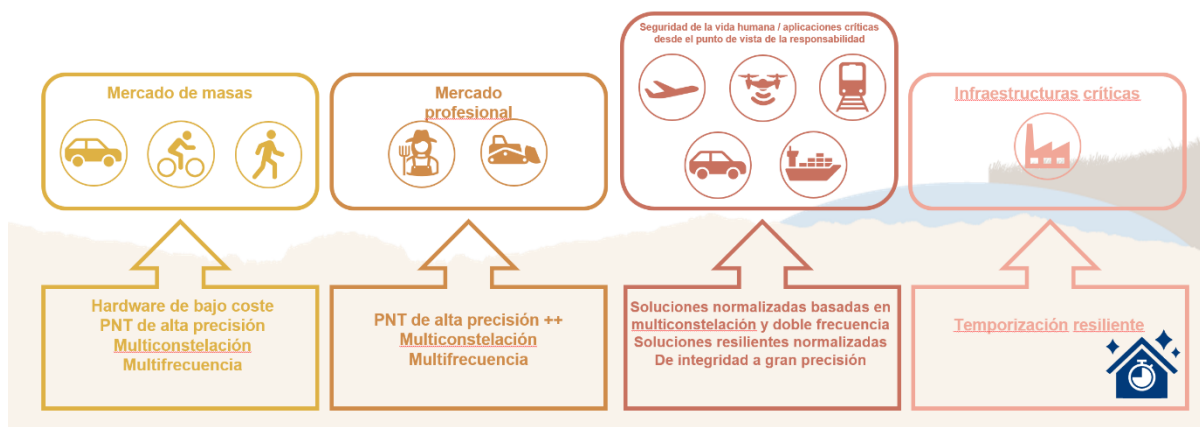 Mercado de masas
Mercado
profesional
Seguridad de la vida humana / aplicaciones críticas
desde el punto de vista de la responsabilidad
Infraestructuras críticas
Hardware de bajo coste
PNT de alta precisión
Multiconstelación
Multifrecuencia
PNT de alta precisión ++
Multiconstelación
Multifrecuencia
Soluciones normalizadas basadas en
multiconstelación y doble frecuencia
Soluciones resilientes normalizadas
De integridad a gran precisión
Temporización resiliente